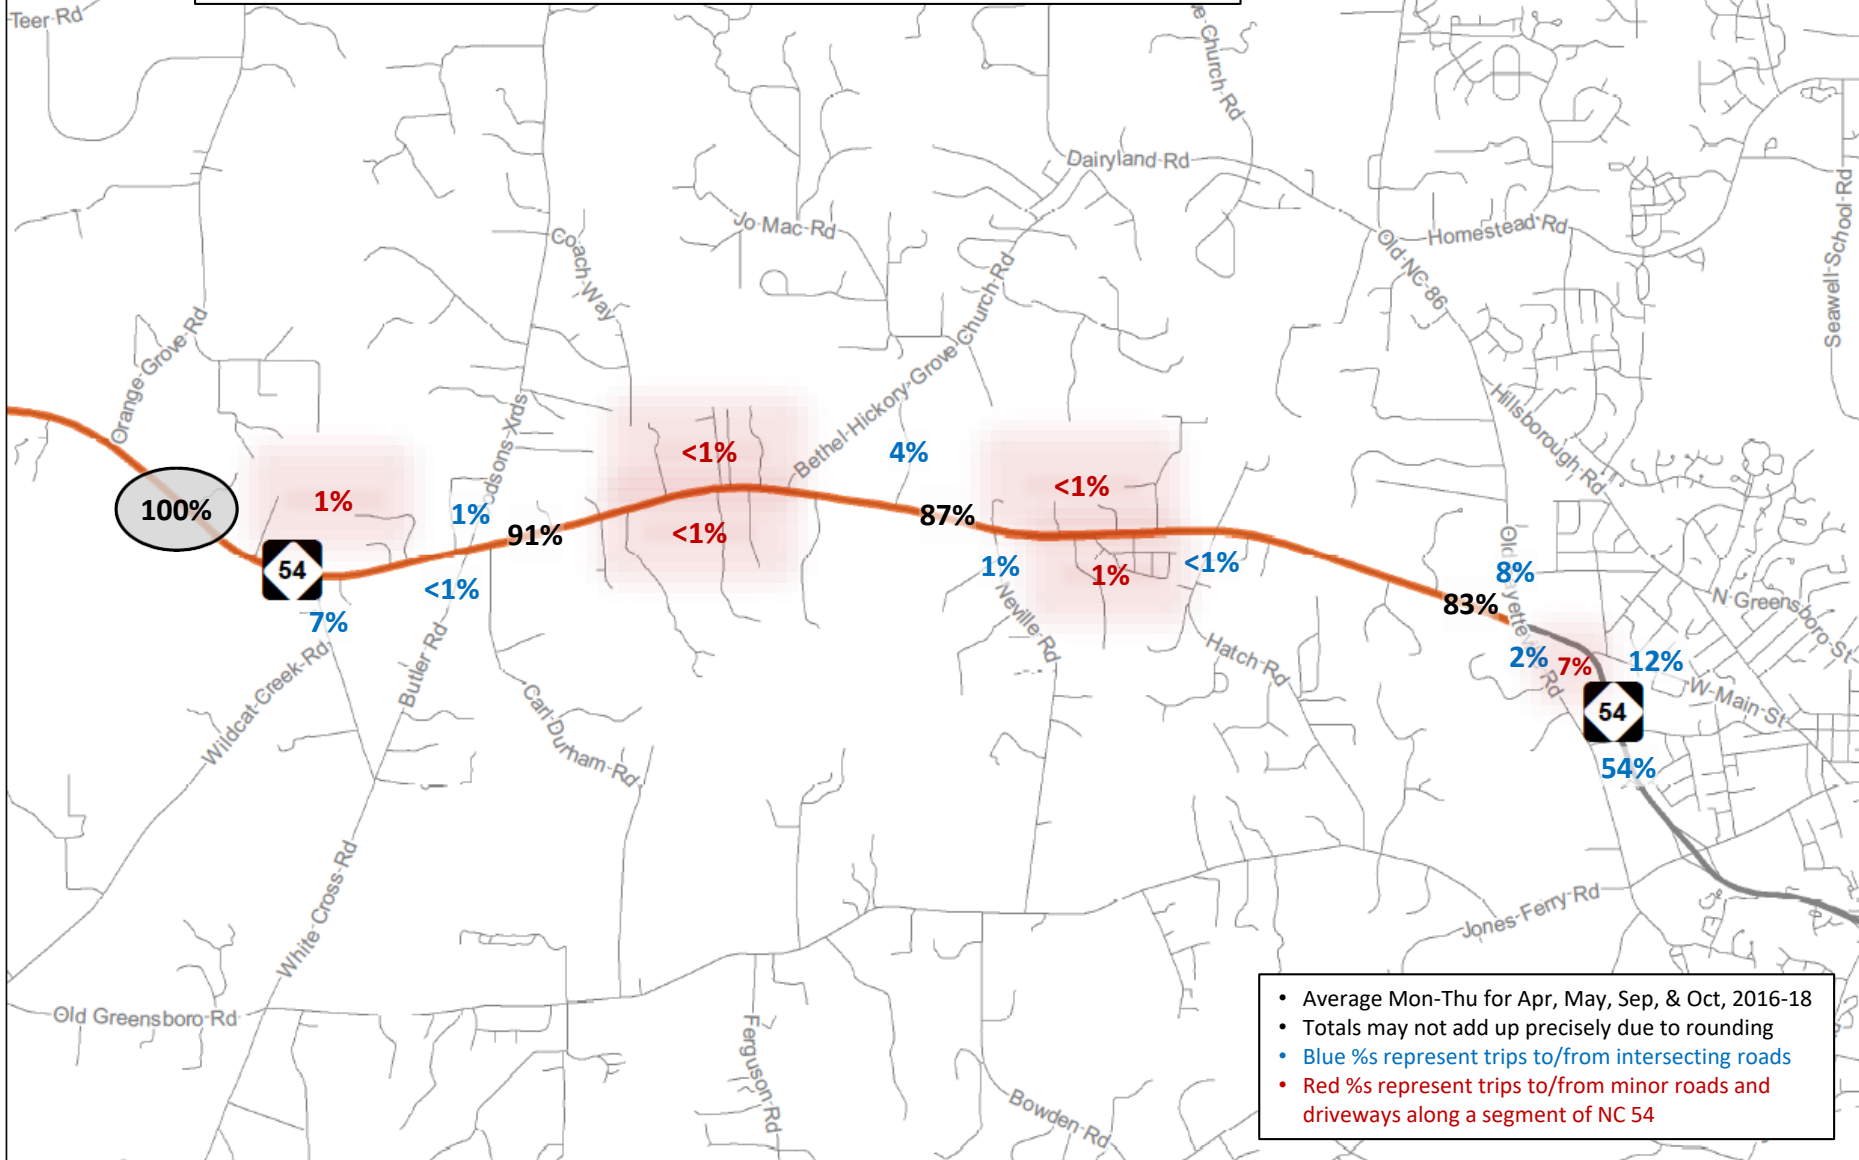 Teer Rd
e Church Rd
Dairyland Rd
Seawell School Rd
Jo Mac Rd
Homestead Rd
Coach Way
Old NC 86
Orange Grove Rd
Bethel Hickory Grove Church Rd
Hillsborough Rd
odsons Xrds
<1%
4%
<1%
1%
100%
1%
87%
91%
<1%
54
1%
1%
<1%
8%
<1%
83%
7%
N Greensboro St
Neville Rd
Hatch Rd
2%
7%
12%
Wildcat Creek Rd
Butler Rd
Carl Durham Rd
W Main St
54
54%
White Cross Rd
Jones Ferry Rd
Old Greensboro Rd
Ferguson Rd
Bowden Rd
• Average Mon-Thu for Apr, May, Sep, & Oct, 2016-18
• Totals may not add up precisely due to rounding
• Blue %s represent trips to/from intersecting roads
• Red %s represent trips to/from minor roads and
driveways along a segment of NC 54